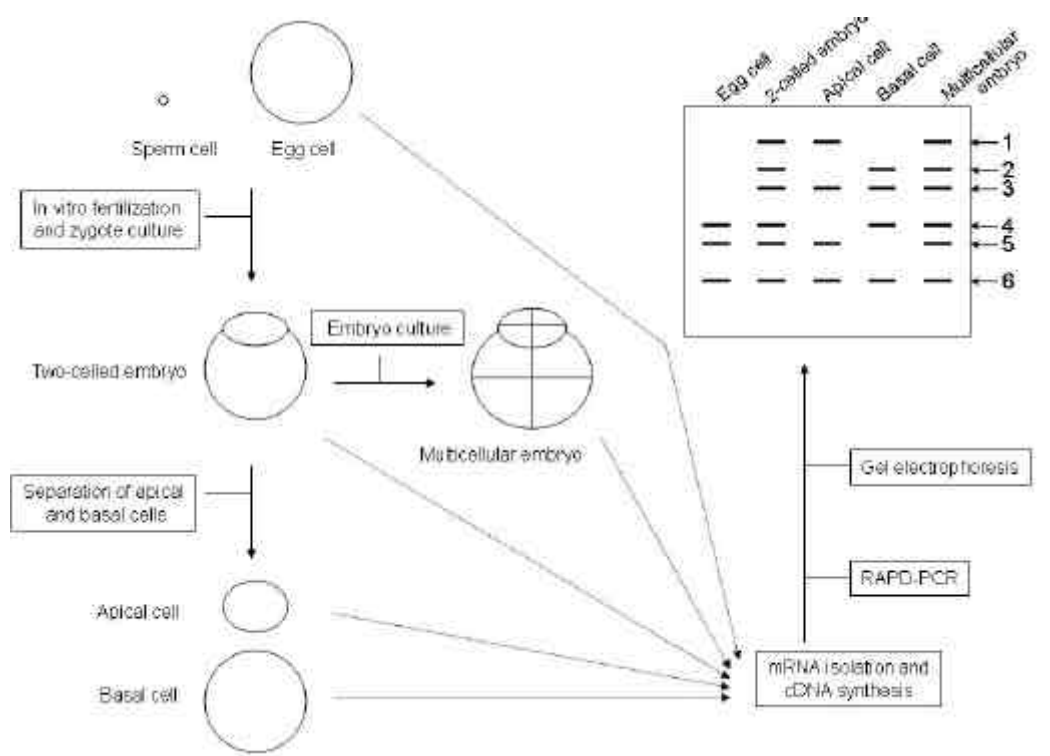 Egg cell
2-celled embryo
Apical cell
Basal cell
Multicellular
embryo
1
2
3
4
5
6
Sperm cell
Egg cell
In vitro fertilization
and zygote culture
Embryo culture
Two-celled embryo
Multicellular embryo
Gel electrophoresis
Separation of apical
and basal cells
RAPD-PCR
Apical cell
mRNA isolation and
cDNA synthesis
Basal cell